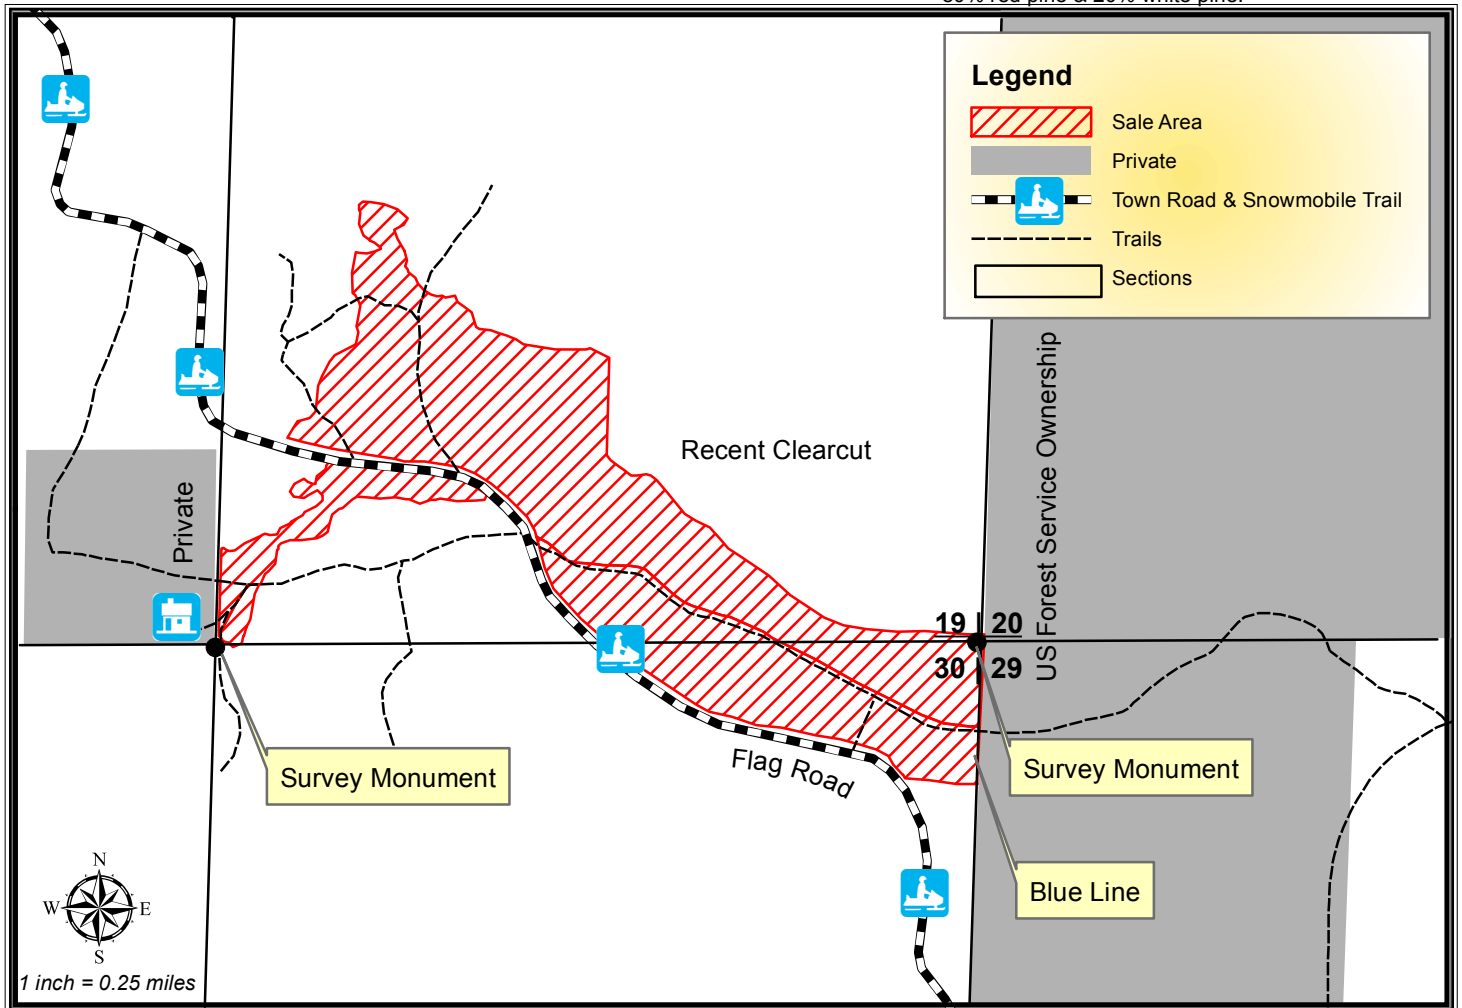 Legend
Sale Area
Private
Town Road & Snowmobile Trail
Trails
Sections
US Forest Service Ownership
Recent Clearcut
Private
19 20
30 29
Survey Monument
Flag Road
Survey Monument
Blue Line
N
W E
S
1 inch = 0.25 miles